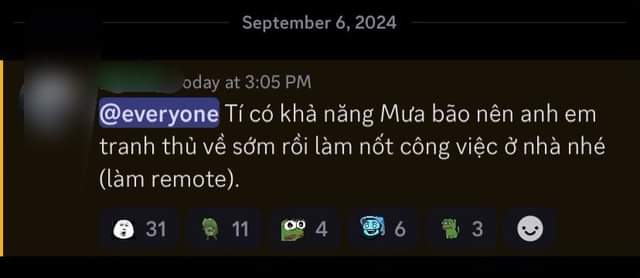 September 6, 2024
oday at 3:05 PM
@everyone Tí có khả năng Mưa bão nên anh em
tranh thủ về sớm rồi làm nốt công việc ở nhà nhé
(làm remote).
31 11 4 6 3